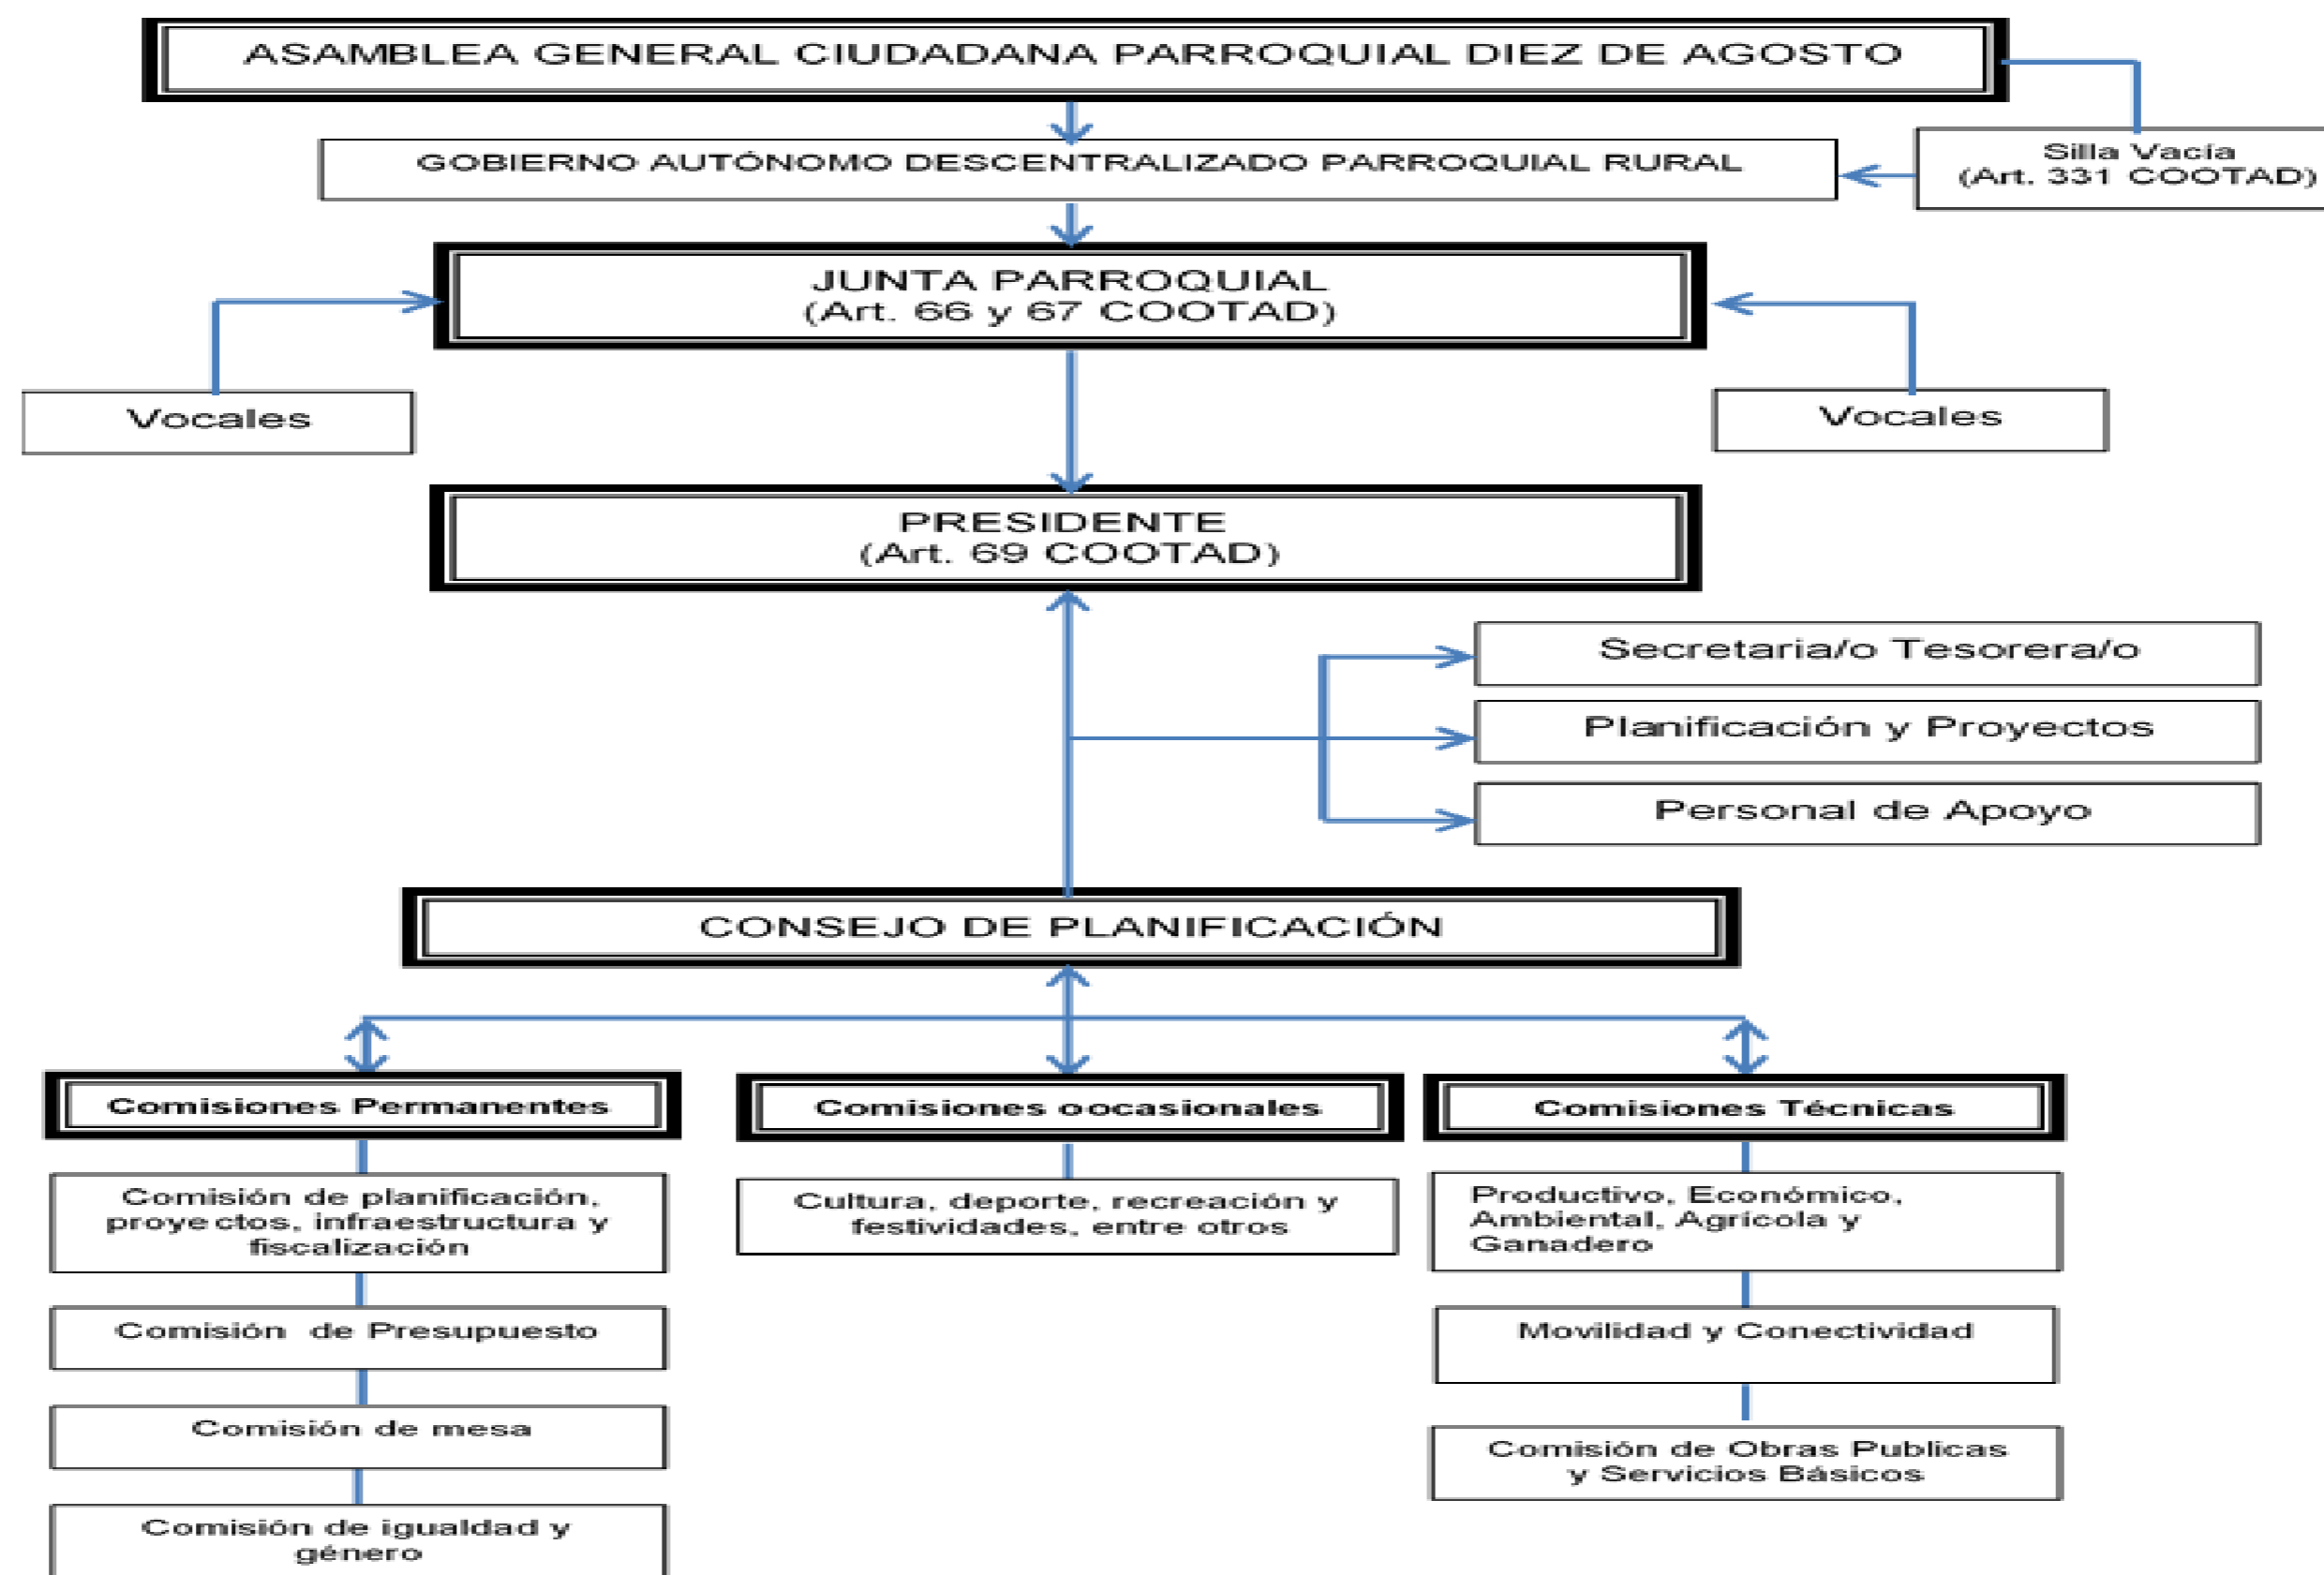 ASAMBLEA GENERAL CIUDADANA PARROQUIAL DIEZ DE AGOSTO
GOBIERNO AUTÓNOMO DESCENTRALIZADO PARROQUIAL RURAL
Silla Vacía
(Art. 331 COOTAD)
JUNTA PARROQUIAL
(Art. 66 y 67 COOTAD)
Vocales
Vocales
PRESIDENTE
(Art. 69 COOTAD)
Secretaria/o Tesorera/o
Planificación y Proyectos
Personal de Apoyo
CONSEJO DE PLANIFICACIÓN
Comisiones Permanentes
Comisión de planificación,
proyectos, infraestructura y
fiscalización
Comisión de Presupuesto
Comisión de mesa
Comisión de igualdad y
género
Comisiones oocasionales
Cultura, deporte, recreación y
festividades, entre otros
Comisiones Técnicas
Productivo, Económico,
Ambiental, Agrícola y
Ganadero
Movilidad y Conectividad
Comisión de Obras Publicas
y Servicios Básicos